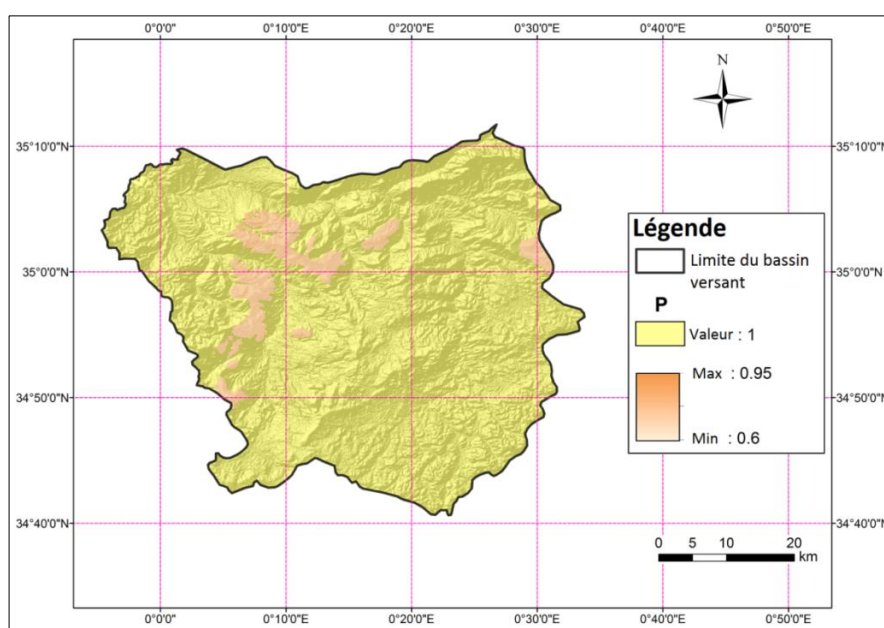 0°0'0" 0°10'0"E 0°20'0"E 0°30'0"E 0°40'0"E 0°50'0"E
N
35°10'0"N 35°10'0"N
Légende
Limite du bassin
versant
35°0'0"N 35°0'0"N
P
Valeur : 1
Max : 0.95
34°50'0"N 34°50'0"N
Min : 0.6
34°40'0"N 34°40'0"N
0 5 10 20
km
0°0'0" 0°10'0"E 0°20'0"E 0°30'0"E 0°40'0"E 0°50'0"E